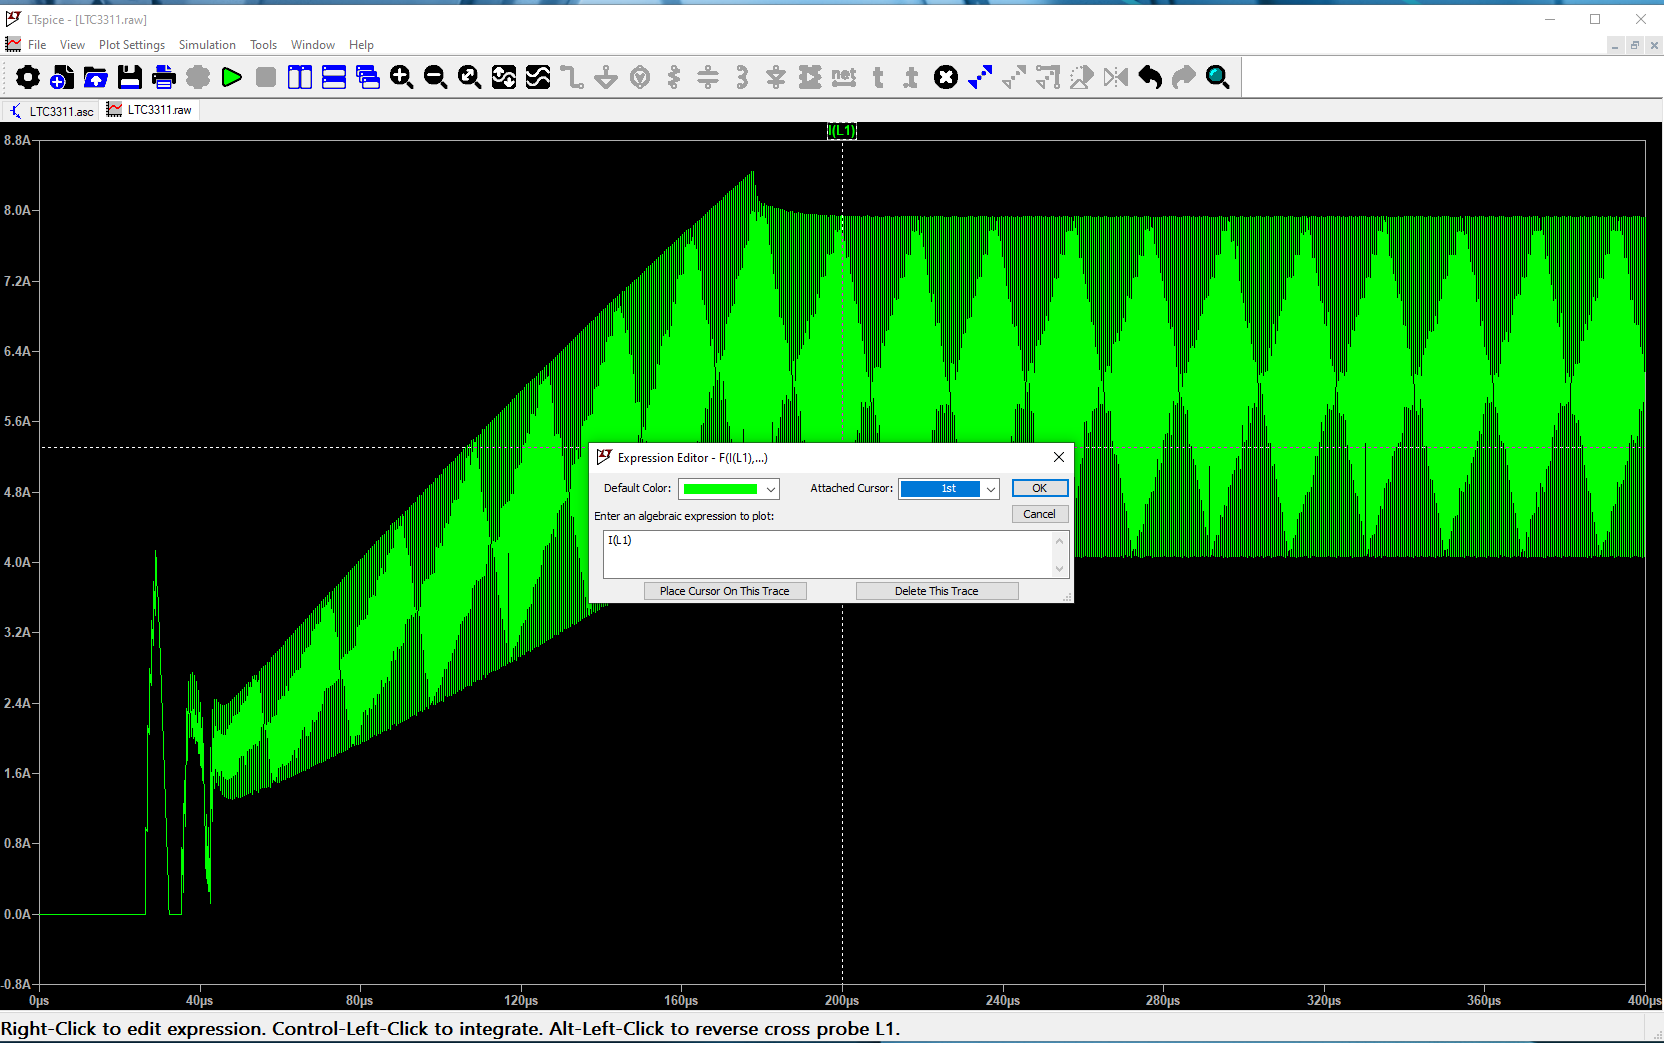 LTspice - [LTC3311.raw]
File View Plot Settings Simulation Tools Window Help
net t .t
LTC3311.asc LTC3311.raw
I(L1)
8.8A
8.0A
7.2A
6.4A
5.6A
4.8A
4.0A
3.2A
2.4A
1.6A
0.8A
0.0A
-0.8A
Expression Editor - F(I(L1),...)
Default Color: Attached Cursor: 1st OK
Enter an algebraic expression to plot: Cancel
I(L1)
Place Cursor On This Trace Delete This Trace
0µs 40µs 80µs 120µs 160µs 200µs 240µs 280µs 320µs 360µs 400µs
Right-Click to edit expression. Control-Left-Click to integrate. Alt-Left-Click to reverse cross probe L1.